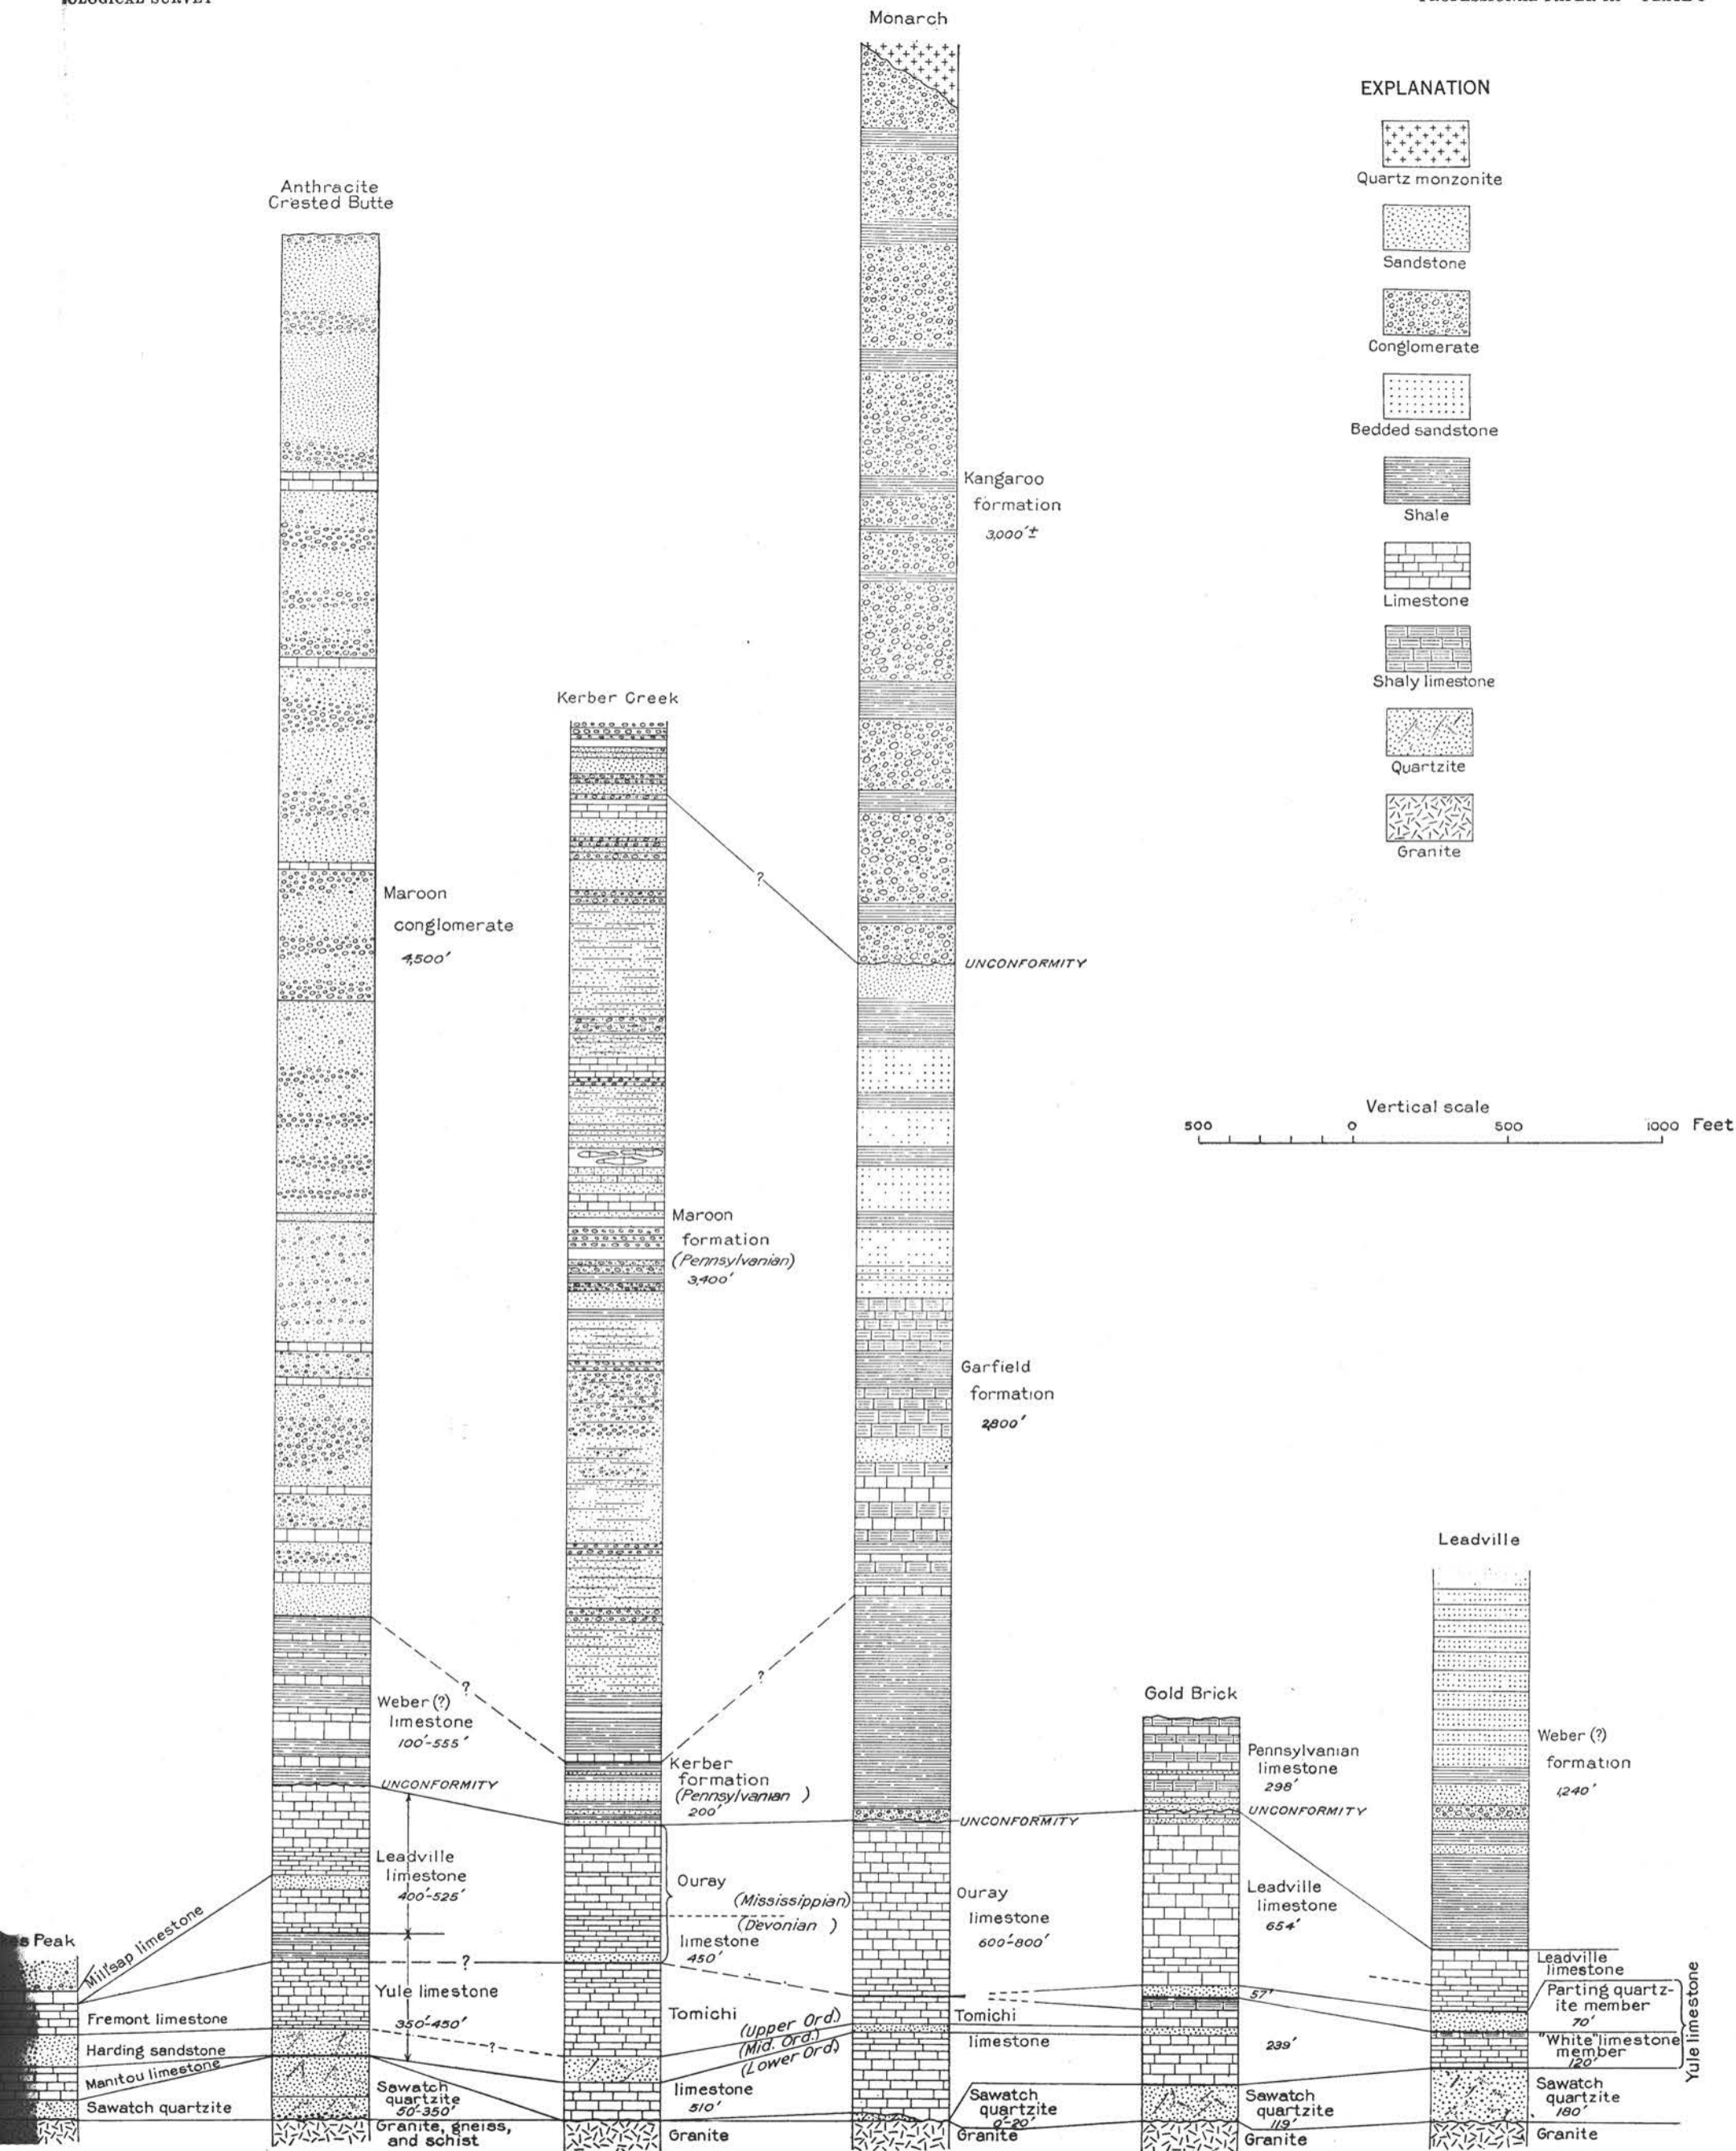 Monarch
EXPLANATION
Quartz monzonite
Sandstone
Conglomerate
Bedded sandstone
Shale
Limestone
Shaly limestone
Quartzite
Granite
Vertical scale
500 0 500 1000 Feet
Anthracite
Crested Butte
Maroon
conglomerate
4,500'
Weber (?)
limestone
100'-555'
UNCONFORMITY
Leadville
limestone
400'-525'
?
?
Yule limestone
350'-450'
?
Sawatch
quartzite
50'-350'
Granite, gneiss,
and schist
Peak
Millsap limestone
Fremont limestone
Harding sandstone
Manitou limestone
Sawatch quartzite
Kerber Creek
?
Maroon
formation
(Pennsylvanian)
3,400'
?
Kerber
formation
(Pennsylvanian )
200'
Ouray
(Mississippian)
(Devonian )
limestone
450'
Tomichi
(Upper Ord.)
(Mid. Ord.)
(Lower Ord.)
limestone
510'
Granite
Kangaroo
formation
3,000'±
UNCONFORMITY
Garfield
formation
2,800'
UNCONFORMITY
Ouray
limestone
600'-800'
Tomichi
limestone
Sawatch
quartzite
0'-20'
Granite
Gold Brick
Pennsylvanian
limestone
298'
UNCONFORMITY
Leadville
limestone
654'
57'
239'
Sawatch
quartzite
119'
Granite
Leadville
Weber (?)
formation
1,240'
Leadville
limestone
Parting quartz-
ite member
70'
"White" limestone
member
120'
Yule limestone
Sawatch
quartzite
180'
Granite